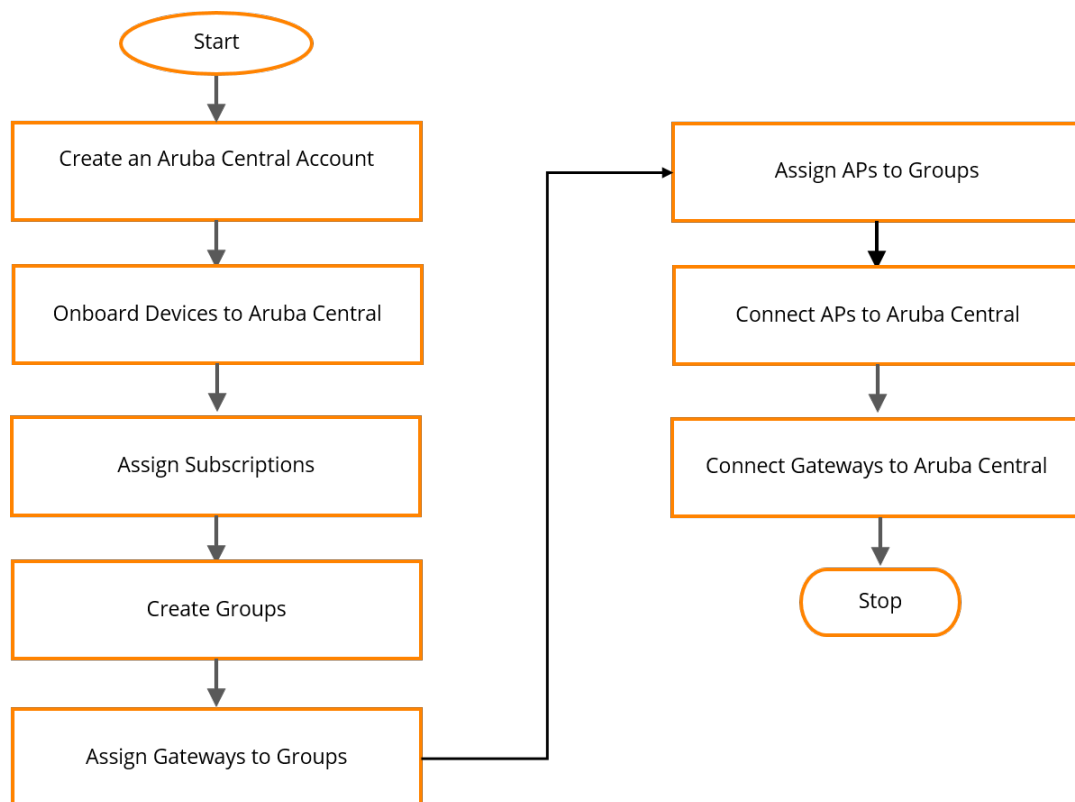 Start
Create an Aruba Central Account
Onboard Devices to Aruba Central
Assign Subscriptions
Create Groups
Assign Gateways to Groups
Assign APs to Groups
Connect APs to Aruba Central
Connect Gateways to Aruba Central
Stop